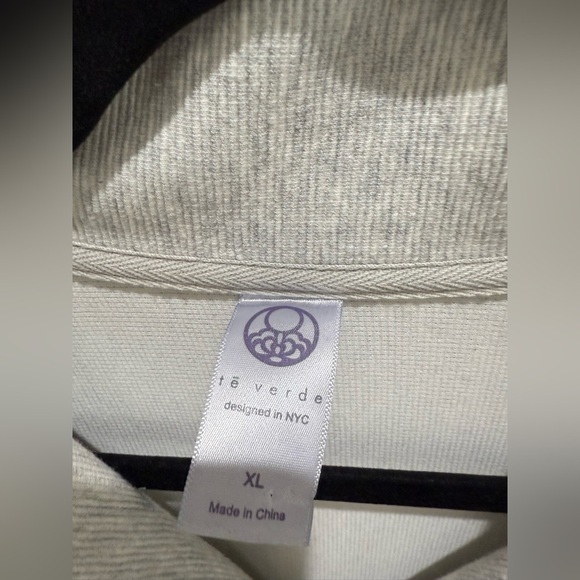 tē verde
designed in NYC
XL
Made in China